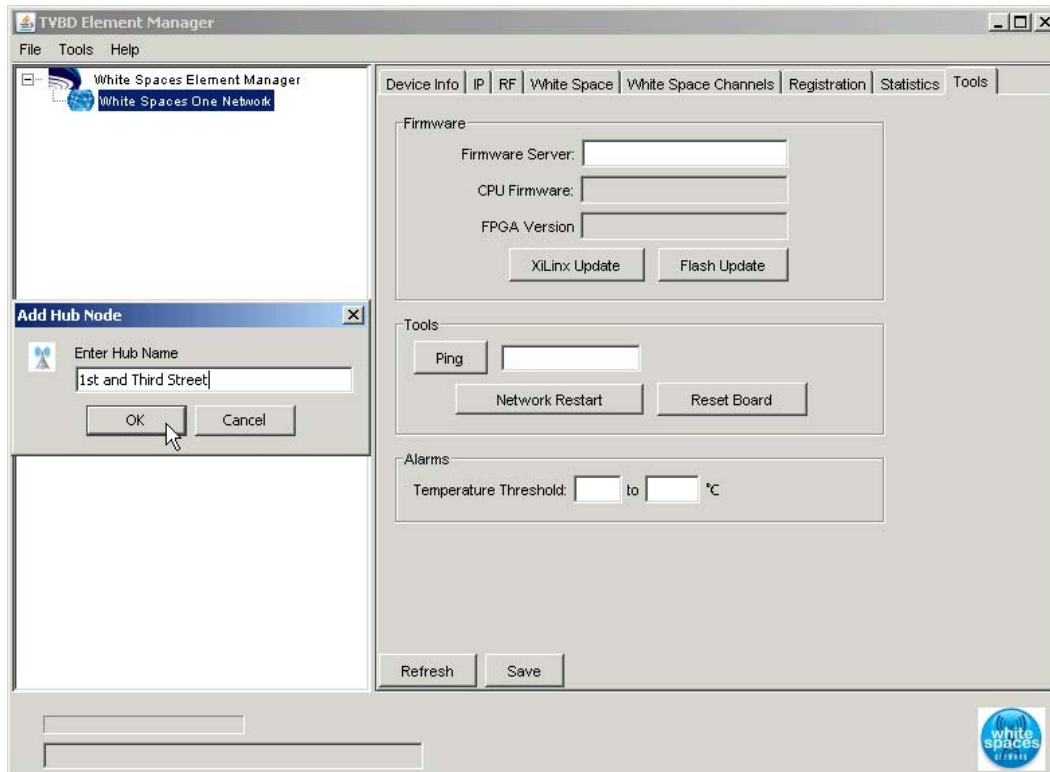 TVBD Element Manager
File Tools Help
White Spaces Element Manager
White Spaces One Network
Device Info IP RF White Space White Space Channels Registration Statistics Tools
Firmware
Firmware Server:
CPU Firmware:
FPGA Version
XiLinx Update Flash Update
Add Hub Node
Enter Hub Name
1st and Third Street
OK Cancel
Tools
Ping
Network Restart Reset Board
Alarms
Temperature Threshold: to °C
Refresh Save
white
spaces
NETWORK